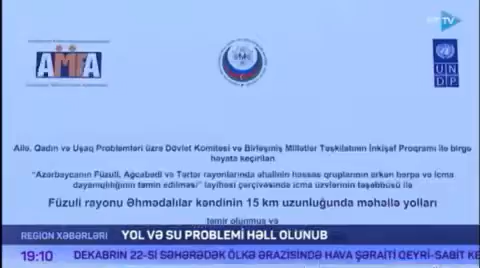 TV
AMFA
U N
D P
Ailə, Qadın və Uşaq Problemləri üzrə Dövlət Komitəsi və Birləşmiş Millətlər Təşkilatının İnkişaf Proqramı ilə birgə
həyata keçirilən
"Azərbaycanın Füzuli, Ağcabədi və Tərtər rayonlarında əhalinin həssas qruplarının erkən bərpa və icma
dayanıqlılığının təmin edilməsi" layihəsi çərçivəsində icma üzvlərinin təşəbbüsü ilə
Füzuli rayonu Əhmədalılar kəndinin 15 km uzunluğunda məhəllə yolları
təmir olunmuş və
REGION XƏBƏRLƏRİ
YOL VƏ SU PROBLEMİ HƏLL OLUNUB
19:10
DEKABRIN 22-Sİ SƏHƏRƏDƏK ÖLKƏ ƏRAZİSİNDƏ HAVA ŞƏRAİTİ QEYRİ-SABİT KE